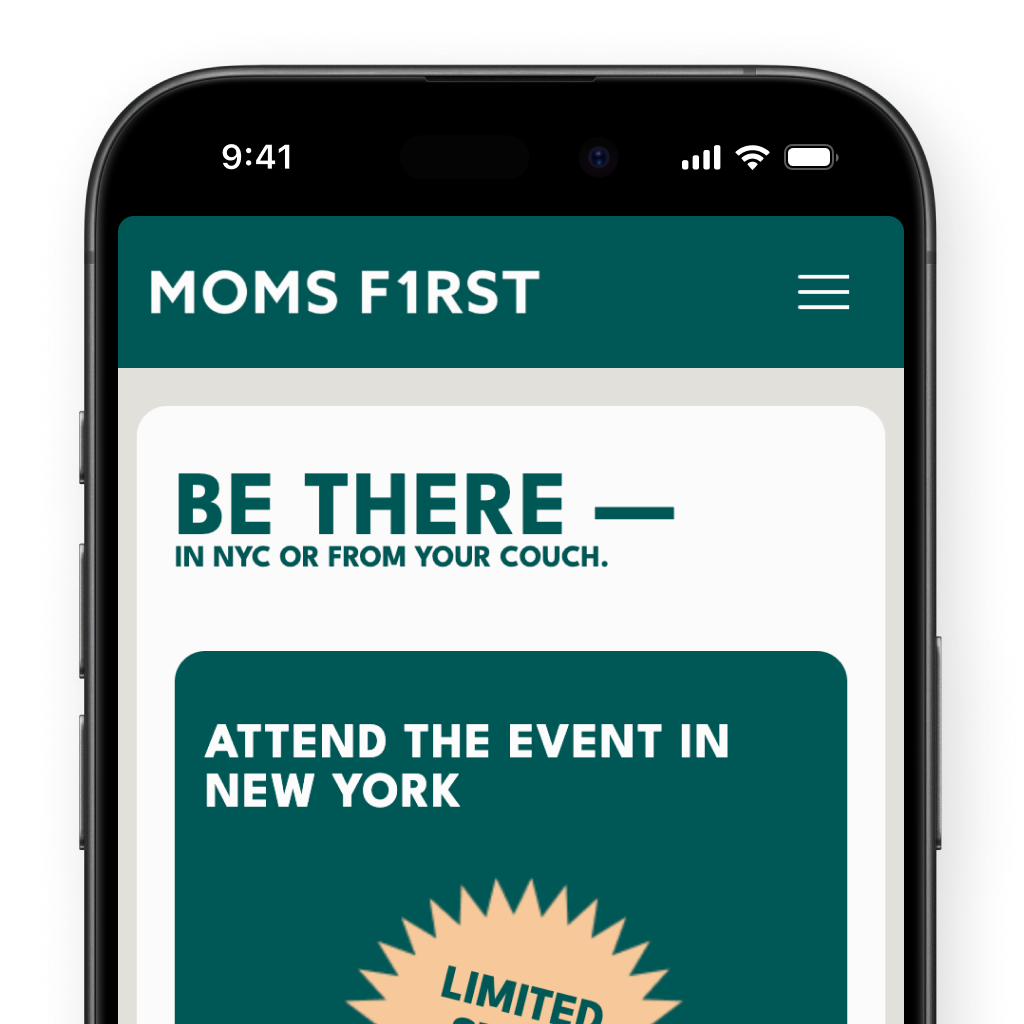 9:41
MOMS F1RST
BE THERE —
IN NYC OR FROM YOUR COUCH.
ATTEND THE EVENT IN
NEW YORK
LIMITED